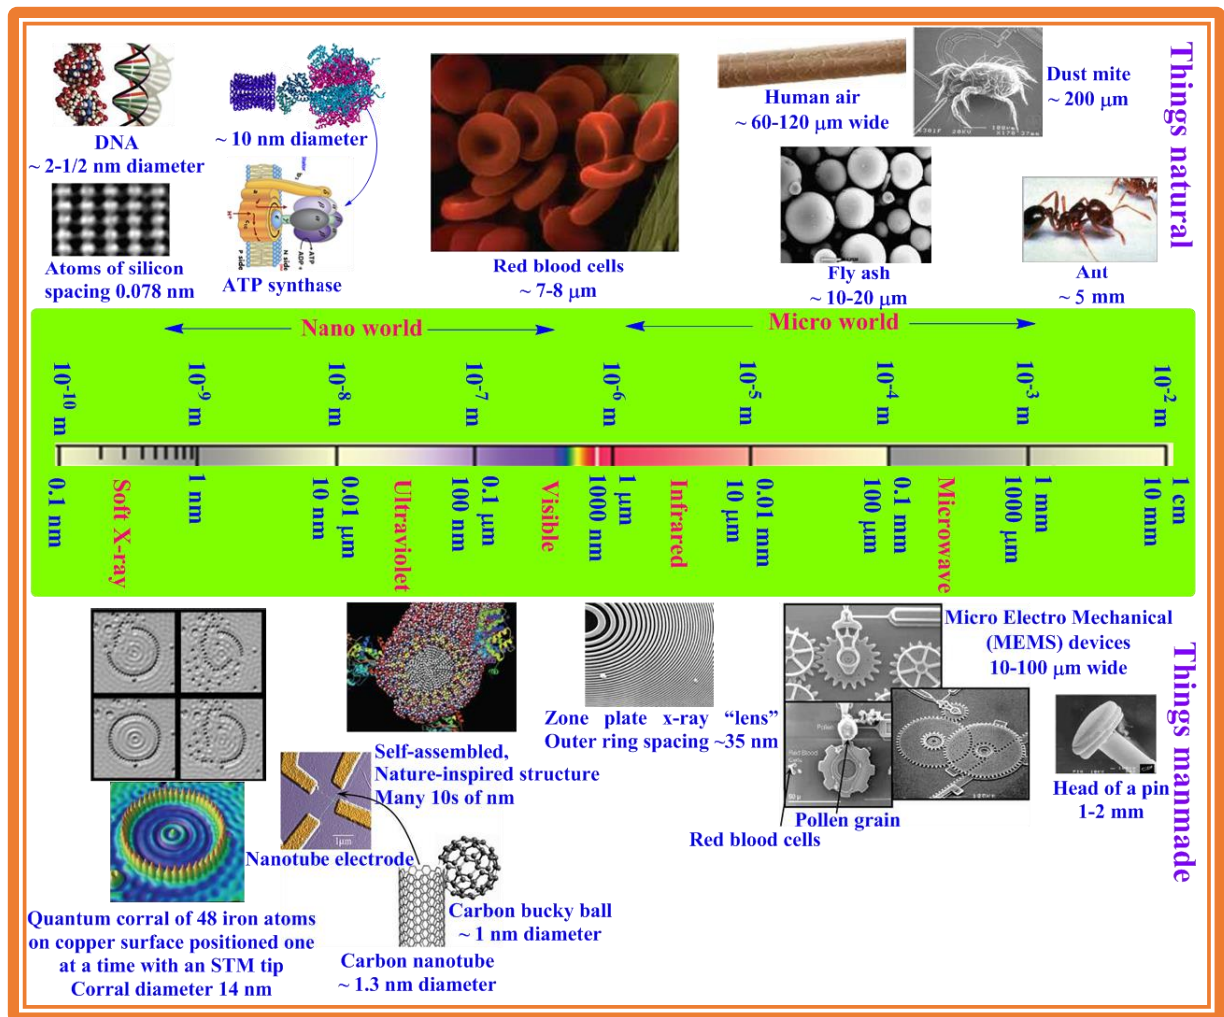 DNA
~ 2-1/2 nm diameter
~ 10 nm diameter
Atoms of silicon
spacing 0.078 nm
ATP synthase
P side
N side
ADP+
ATP
Red blood cells
~ 7-8 μm
Human air
~ 60-120 μm wide
Dust mite
~ 200 μm
Fly ash
~ 10-20 μm
Ant
~ 5 mm
Things natural
Nano world
Micro world
10-10 m
10-9 m
10-8 m
10-7 m
10-6 m
10-5 m
10-4 m
10-3 m
10-2 m
0.1 nm
Soft X-ray
1 nm
0.01 μm
10 nm
Ultraviolet
0.1 μm
100 nm
Visible
1 μm
1000 nm
Infrared
0.01 mm
10 μm
0.1 mm
100 μm
Microwave
1 mm
1000 μm
1 cm
10 mm
Things manmade
Quantum corral of 48 iron atoms
on copper surface positioned one
at a time with an STM tip
Corral diameter 14 nm
Self-assembled,
Nature-inspired structure
Many 10s of nm
1μm
Nanotube electrode
Carbon bucky ball
~ 1 nm diameter
Carbon nanotube
~ 1.3 nm diameter
Zone plate x-ray “lens”
Outer ring spacing ~35 nm
Micro Electro Mechanical
(MEMS) devices
10-100 μm wide
Pollen
Red Blood
Cells
Pollen grain
Red blood cells
Head of a pin
1-2 mm